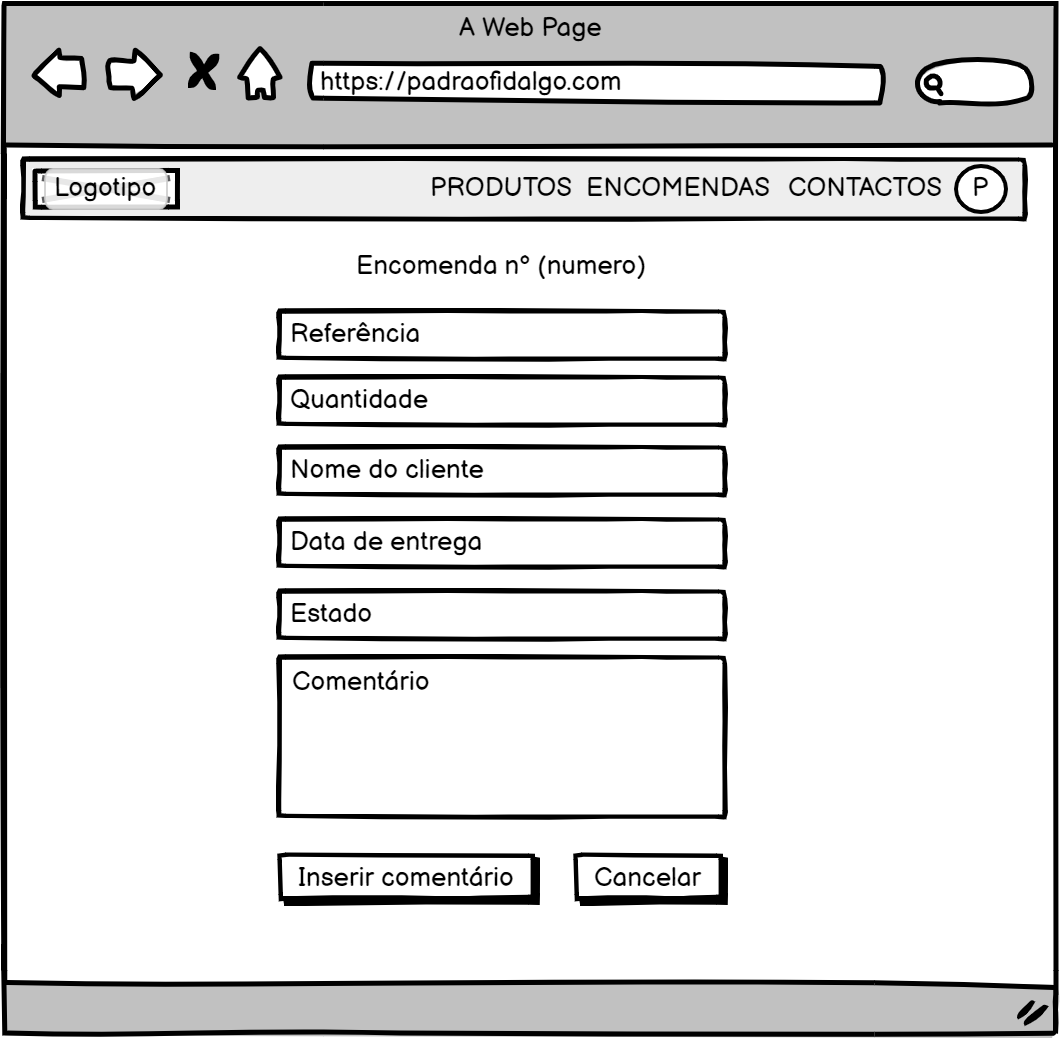 A Web Page
https://padraofidalgo.com
Logotipo PRODUTOS ENCOMENDAS CONTACTOS P
Encomenda nº (numero)
Referência
Quantidade
Nome do cliente
Data de entrega
Estado
Comentário
Inserir comentário Cancelar